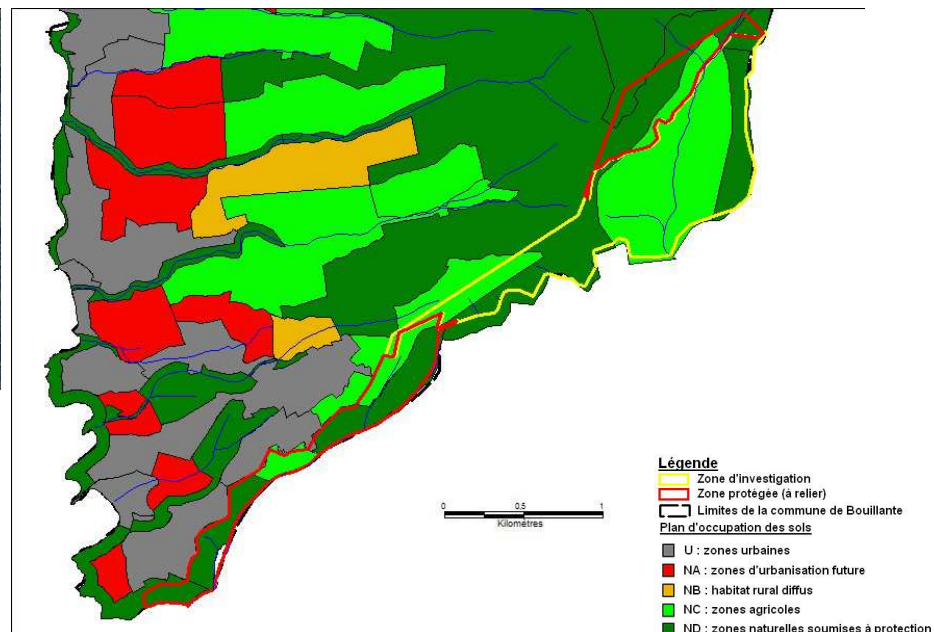 0 0,5 1
Kilomètres
Légende
Zone d'investigation
Zone protégée (à relier)
Limites de la commune de Bouillante
Plan d'occupation des sols
U : zones urbaines
NA : zones d'urbanisation future
NB : habitat rural diffus
NC : zones agricoles
ND : zones naturelles soumises à protection